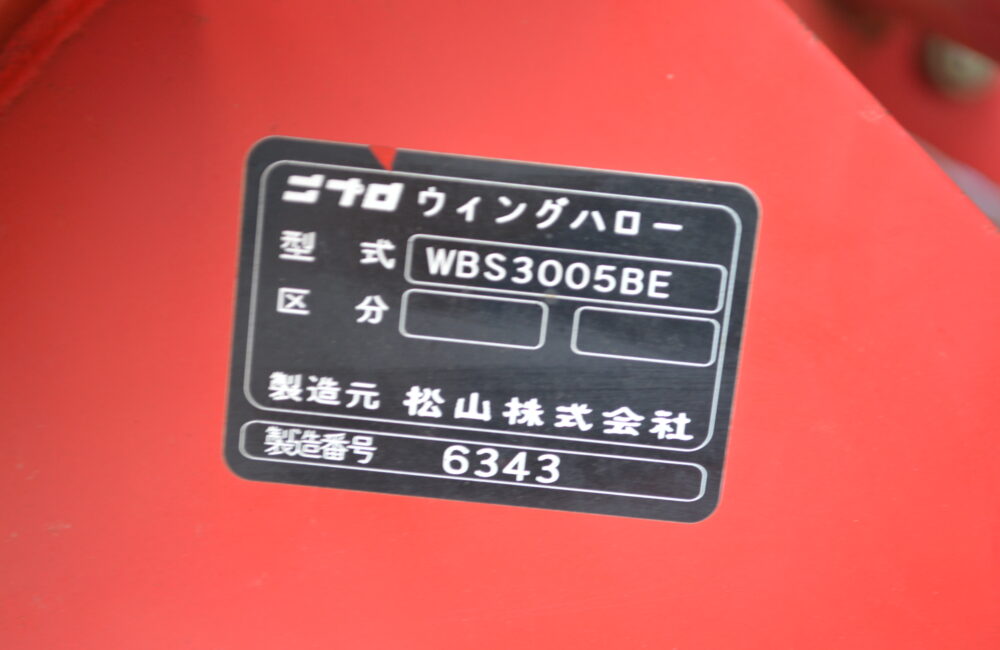 ニプロ ウィングハロー
型式 WBS3005BE
区分
製造元 松山株式会社
製造番号 6343